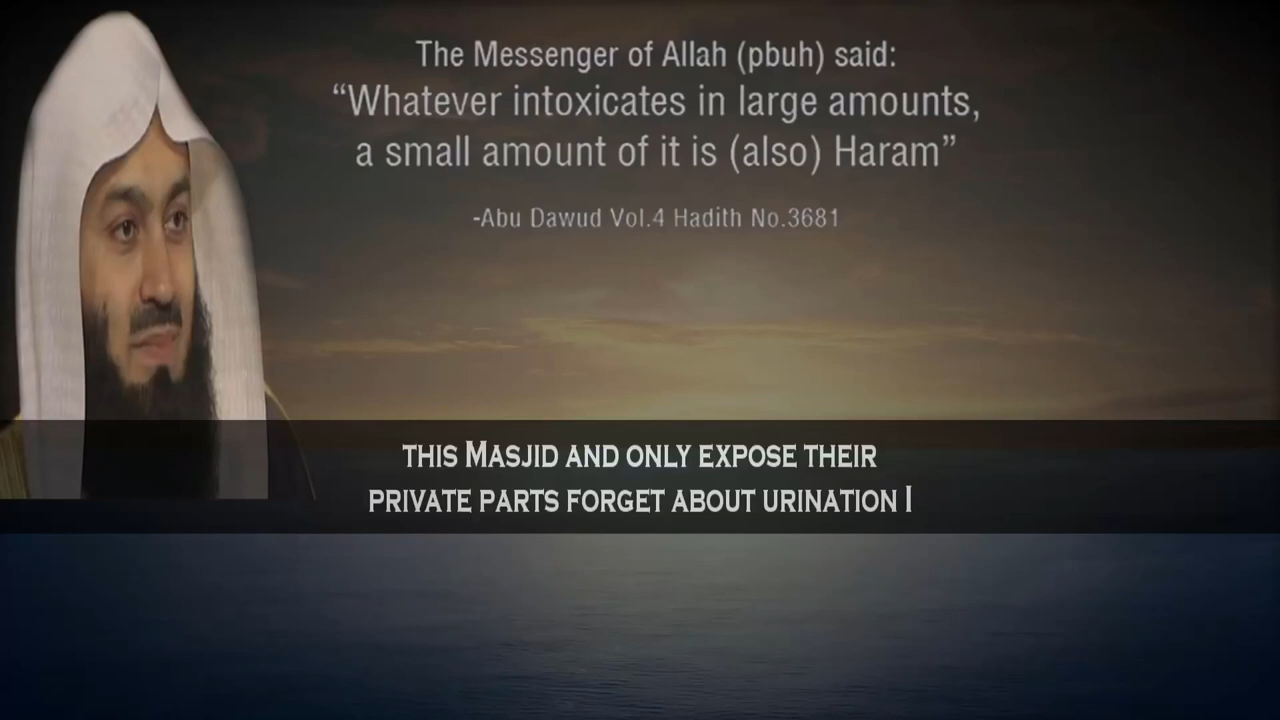 The Messenger of Allah (pbuh) said:
“Whatever intoxicates in large amounts,
a small amount of it is (also) Haram”
-Abu Dawud Vol.4 Hadith No.3681
THIS MASJID AND ONLY EXPOSE THEIR
PRIVATE PARTS FORGET ABOUT URINATION I